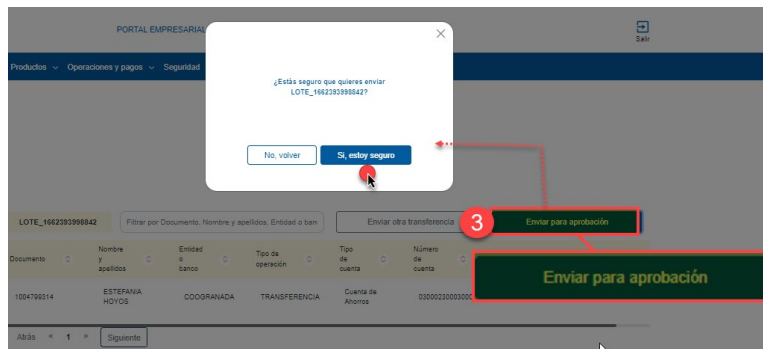 PORTAL EMPRESARIAL
Salir
Productos
Operaciones y pagos
Seguridad
¿Estás seguro que quieres enviar
LOTE_1662393998842?
No, volver
Si, estoy seguro
LOTE_1662393998842
Filtrar por Documento, Nombre y apellidos, Entidad o ban
Enviar otra transferencia
3
Enviar para aprobación
Documento
Nombre
y
apellidos
Entidad
o
banco
Tipo de
operación
Tipo
de
cuenta
Número
de
cuenta
Enviar para aprobación
1004799314
ESTEFANIA
HOYOS
COOGRANADA
TRANSFERENCIA
Cuenta de
Ahorros
03000230003000
Atrás « 1 » Siguiente